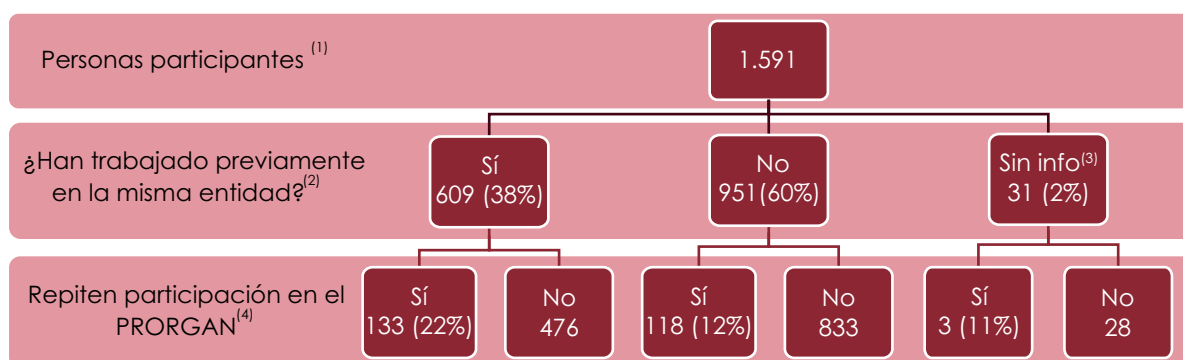 Personas participantes (1)
1.591
¿Han trabajado previamente
en la misma entidad?(2)
Sí
609 (38%)
No
951(60%)
Sin info(3)
31 (2%)
Repiten participación en el
PRORGAN(4)
Sí
133 (22%)
No
476
Sí
118 (12%)
No
833
Sí
3 (11%)
No
28